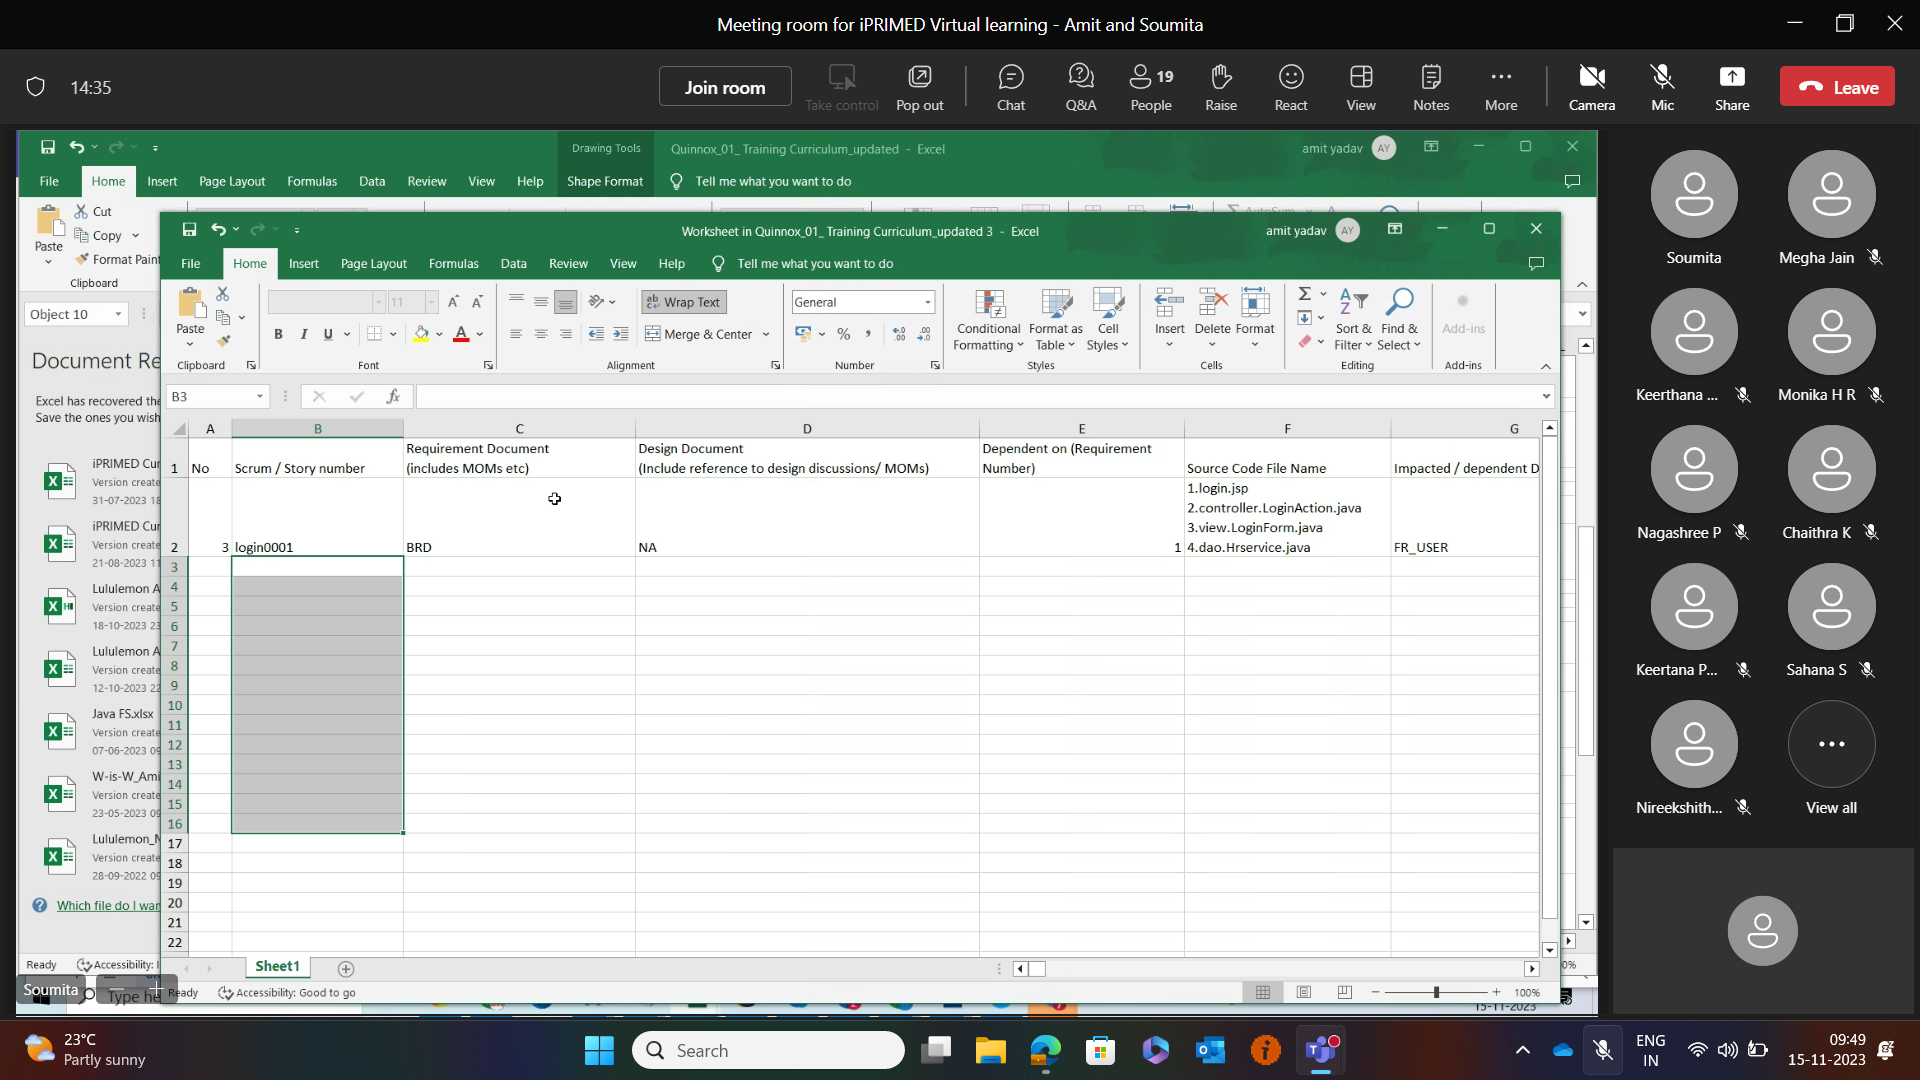 Meeting room for iPRIMED Virtual learning - Amit and Soumita
14:35
Join room
Take control
Pop out
Chat
Q&A
19
People
Raise
React
View
Notes
More
Camera
Mic
Share
Leave
Drawing Tools
Quinnox_01_ Training Curriculum_updated - Excel
amit yadav AY
File Home Insert Page Layout Formulas Data Review View Help Shape Format Tell me what you want to do
Paste
Cut
Copy
Format Paint
Clipboard
Object 10
Document Re
Excel has recovered the
Save the ones you wish
iPRIMED Cur
Version create
31-07-2023 18
iPRIMED Cur
Version create
21-08-2023 11
Lululemon A
Version create
18-10-2023 23
Lululemon A
Version create
12-10-2023 22
Java FS.xlsx
Version create
07-06-2023 09
W-is-W_Ami
Version create
23-05-2023 09
Lululemon_N
Version create
28-09-2022 09
Which file do I wan
Ready
Accessibility: I
Worksheet in Quinnox_01_ Training Curriculum_updated 3 - Excel
amit yadav AY
File Home Insert Page Layout Formulas Data Review View Help Tell me what you want to do
Paste
Clipboard
11
B I U
Font
Wrap Text
Merge & Center
Alignment
General
Number
Conditional
Formatting
Format as
Table
Cell
Styles
Styles
Insert
Delete
Format
Cells
Sort &
Filter
Find &
Select
Editing
Add-ins
Add-ins
B3
fx
A B C D E F G
1 No
Scrum / Story number
Requirement Document
(includes MOMs etc)
Design Document
(Include reference to design discussions/ MOMs)
Dependent on (Requirement
Number)
Source Code File Name
Impacted / dependent D
1.login.jsp
2.controller.LoginAction.java
3.view.LoginForm.java
2 3 login0001 BRD NA 1 4.dao.Hrservice.java FR_USER
3
4
5
6
7
8
9
10
11
12
13
14
15
16
17
18
19
20
21
22
Sheet1
Ready
Accessibility: Good to go
100%
0%
Soumita
Type he
15-11-2023
Soumita
Megha Jain
Keerthana ...
Monika H R
Nagashree P
Chaithra K
Keertana P...
Sahana S
Nireekshith...
View all
23°C
Partly sunny
Search
ENG
IN
09:49
15-11-2023